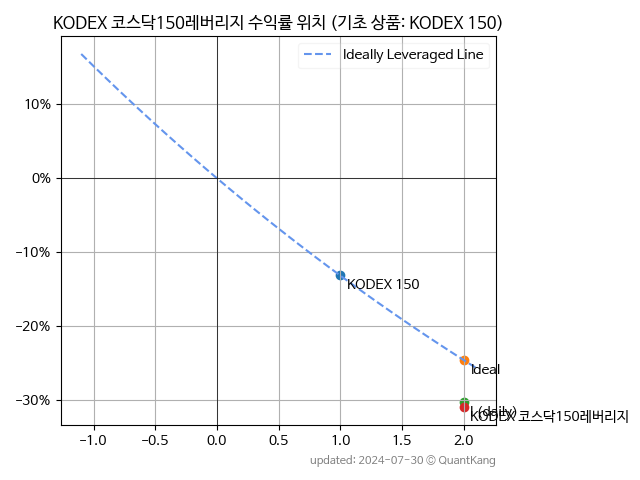 KODEX 코스닥150레버리지 수익률 위치 (기초 상품: KODEX 150)
Ideally Leveraged Line
10%
0%
KODEX 150
−10%
−20%
Ideal
−30%
(daily)
KODEX 코스닥150레버리지
−1.0 −0.5 0.0 0.5 1.0 1.5 2.0
updated: 2024-07-30 © QuantKang